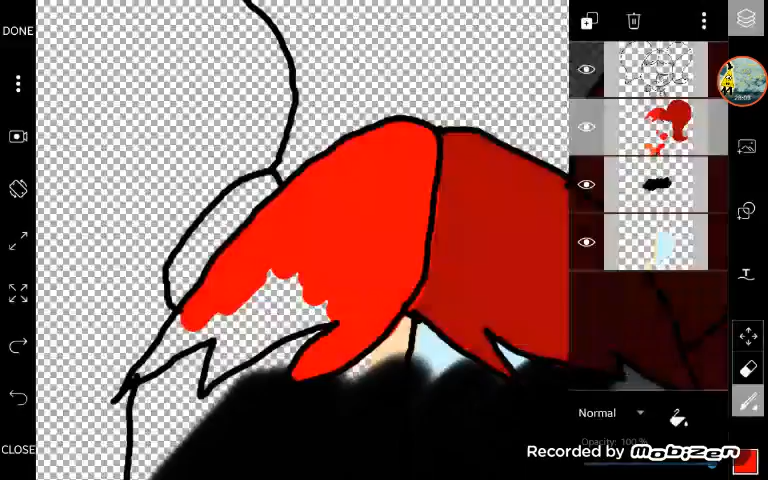 DONE
T
Normal
Opacity: 100 %
CLOSE
Recorded by MOBIZEN